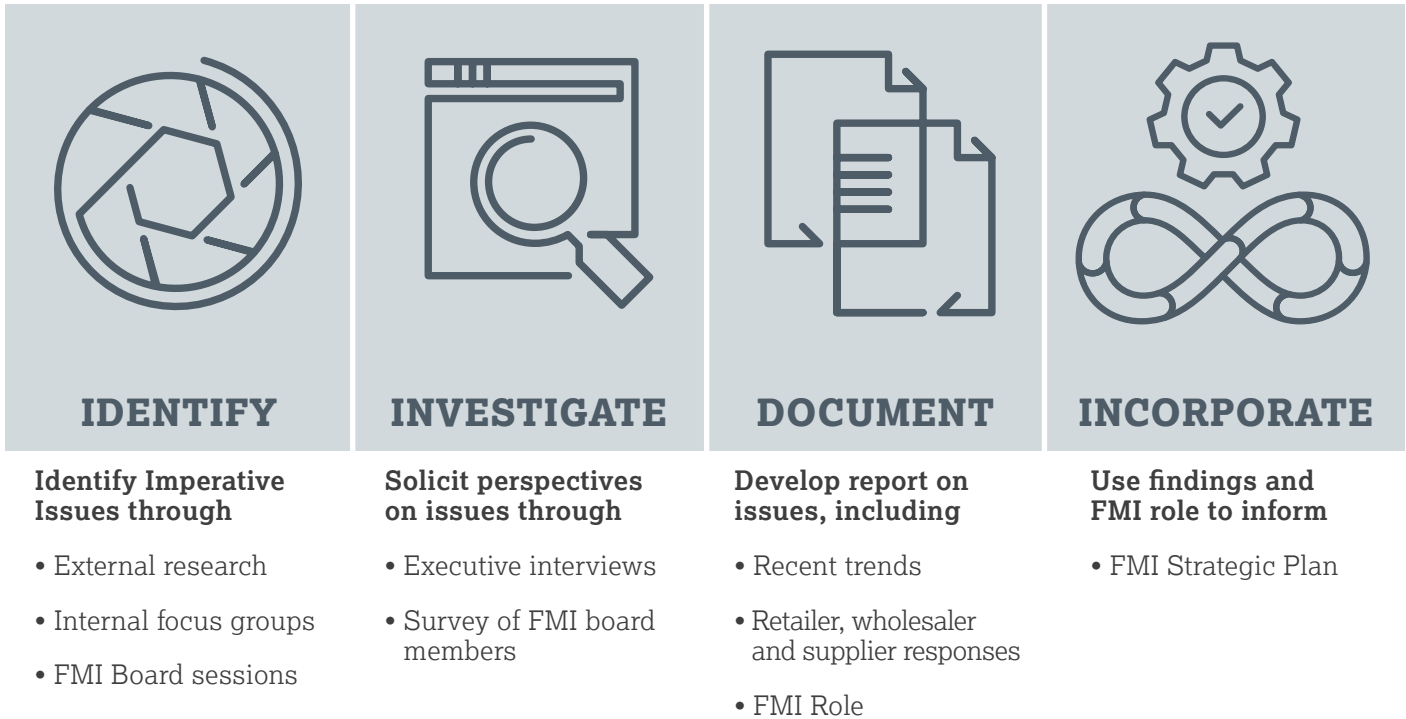 IDENTIFY
Identify Imperative
Issues through
• External research
• Internal focus groups
• FMI Board sessions
INVESTIGATE
Solicit perspectives
on issues through
• Executive interviews
• Survey of FMI board
members
DOCUMENT
Develop report on
issues, including
• Recent trends
• Retailer, wholesaler
and supplier responses
• FMI Role
INCORPORATE
Use findings and
FMI role to inform
• FMI Strategic Plan